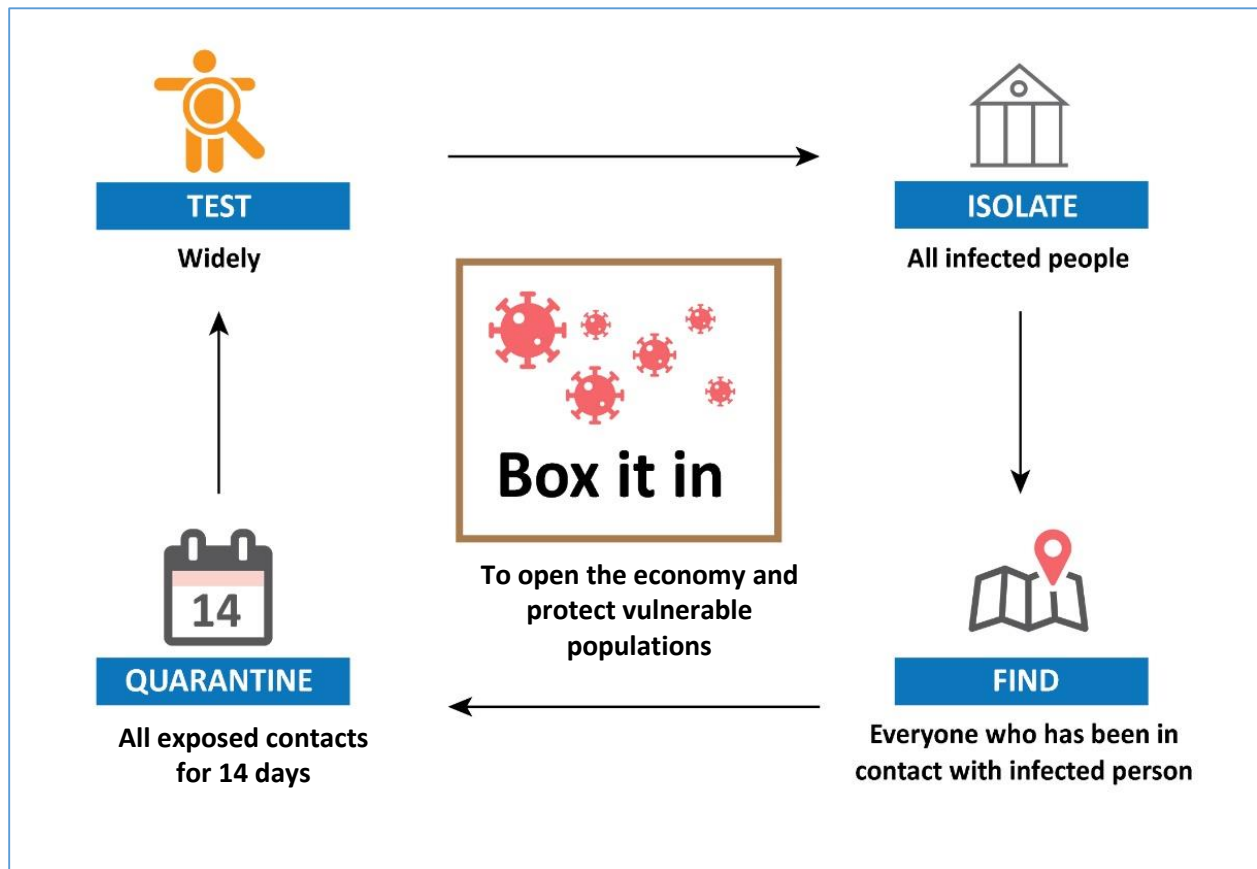 TEST
Widely
ISOLATE
All infected people
Box it in
To open the economy and
protect vulnerable
populations
14
QUARANTINE
All exposed contacts
for 14 days
FIND
Everyone who has been in
contact with infected person